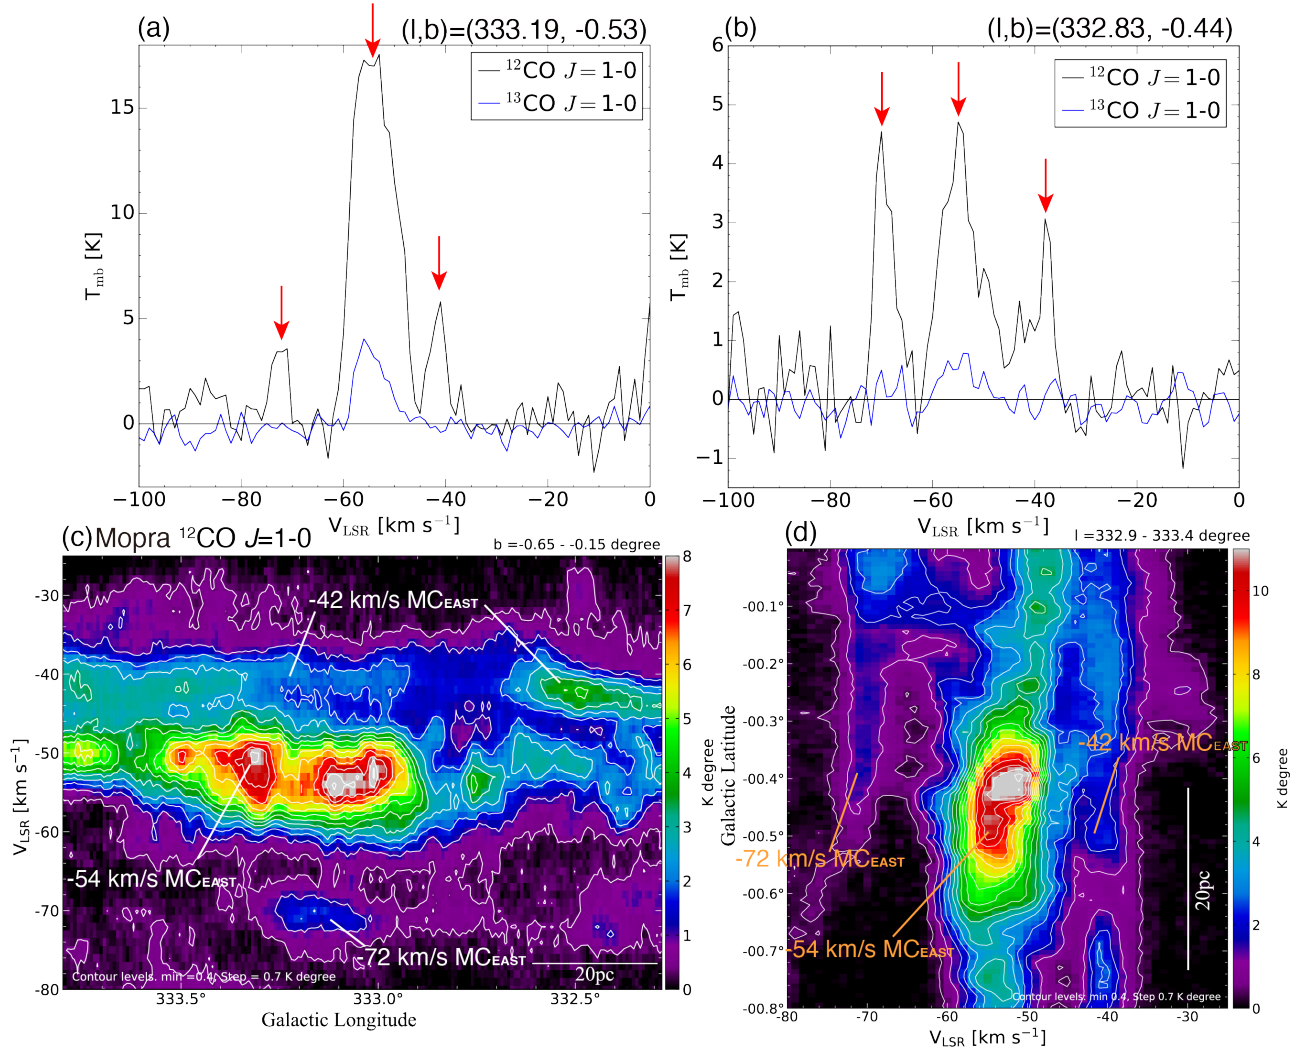 (a)
(l,b)=(333.19, -0.53)
¹²CO J = 1-0
¹³CO J = 1-0
15
10
5
0
Tmb [K]
−100
−80
−60
−40
−20
0
VLSR [km s⁻¹]
(b)
(l,b)=(332.83, -0.44)
¹²CO J = 1-0
¹³CO J = 1-0
6
5
4
3
2
1
0
−1
Tmb [K]
−100
−80
−60
−40
−20
0
VLSR [km s⁻¹]
(c)Mopra ¹²CO J=1-0
b =-0.65 - -0.15 degree
-42 km/s MCEAST
-54 km/s MCEAST
-72 km/s MCEAST
20pc
Contour levels. min =0.4, Step = 0.7 K degree
-30
-40
-50
-60
-70
-80
VLSR [km s⁻¹]
333.5°
333.0°
332.5°
Galactic Longitude
8
7
6
5
4
3
2
1
0
K degree
(d)
l =332.9 - 333.4 degree
-42 km/s MCEAST
-72 km/s MCEAST
-54 km/s MCEAST
20pc
Contour levels: min 0.4, Step 0.7 K degree
-00.1°
-00.2°
-00.3°
-00.4°
-00.5°
-00.6°
-00.7°
-00.8°
Galactic Latitude
-80
-70
-60
-50
-40
-30
VLSR [km s⁻¹]
10
8
6
4
2
0
K degree